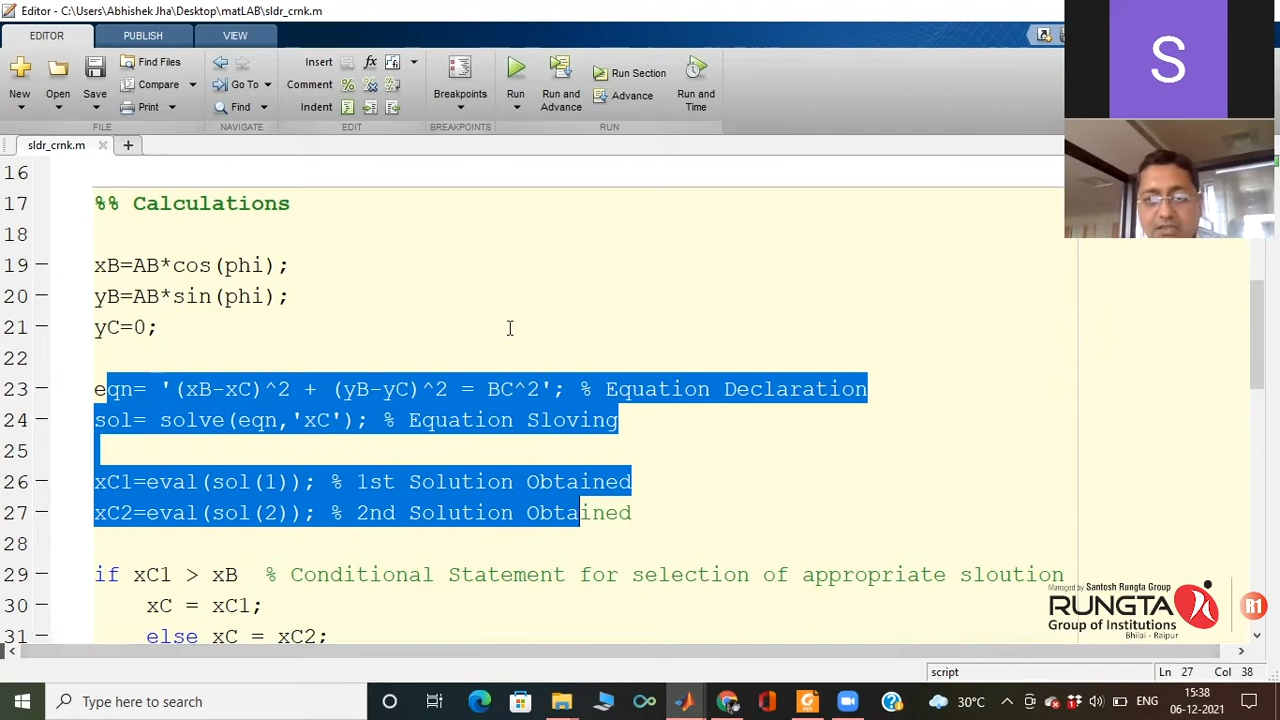 Editor - C:\Users\Abhishek Jha\Desktop\matLAB\sldr_crnk.m
EDITOR PUBLISH VIEW
New Open Save Find Files Compare Print
Go To Find
Insert fx Comment Indent
Breakpoints Run Run and Advance Run Section Advance Run and Time
FILE NAVIGATE EDIT BREAKPOINTS RUN
sldr_crnk.m
16
17 %% Calculations
18
19 xB=AB*cos(phi);
20 yB=AB*sin(phi);
21 yC=0;
22
23 eqn= '(xB-xC)^2 + (yB-yC)^2 = BC^2'; % Equation Declaration
24 sol= solve(eqn,'xC'); % Equation Sloving
25
26 xC1=eval(sol(1)); % 1st Solution Obtained
27 xC2=eval(sol(2)); % 2nd Solution Obtained
28
29 if xC1 > xB % Conditional Statement for selection of appropriate sloution
30 xC = xC1;
31 else xC = xC2;
S
Managed by Santosh Rungta Group
RUNGTA R1
Group of Institutions
Bhilai - Raipur
script Ln 27 Col 38
Type here to search
30°C ENG 15:38
06-12-2021